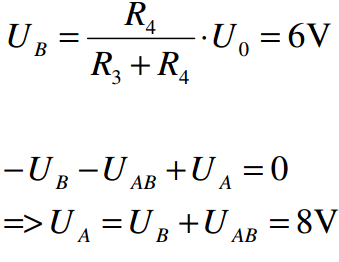 U_B = R_4 / (R_3 + R_4) · U_0 = 6V
−U_B − U_AB + U_A = 0
=> U_A = U_B + U_AB = 8V